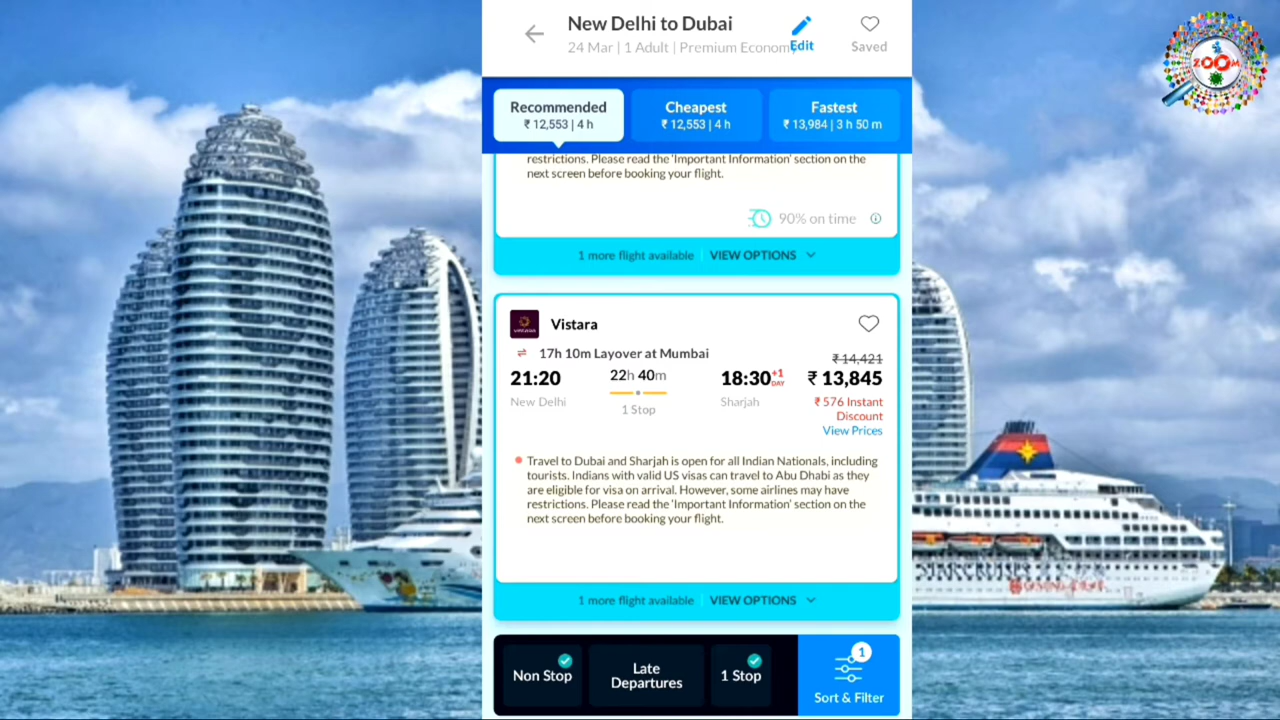 New Delhi to Dubai
24 Mar | 1 Adult | Premium Econom
Edit
Saved
Recommended
₹ 12,553 | 4 h
Cheapest
₹ 12,553 | 4 h
Fastest
₹ 13,984 | 3 h 50 m
restrictions. Please read the 'Important Information' section on the
next screen before booking your flight.
90% on time
1 more flight available | VIEW OPTIONS
VISTARA
Vistara
17h 10m Layover at Mumbai
₹ 14,421
21:20
22h 40m
18:30 +1 DAY
₹ 13,845
New Delhi
1 Stop
Sharjah
₹ 576 Instant
Discount
View Prices
Travel to Dubai and Sharjah is open for all Indian Nationals, including
tourists. Indians with valid US visas can travel to Abu Dhabi as they
are eligible for visa on arrival. However, some airlines may have
restrictions. Please read the 'Important Information' section on the
next screen before booking your flight.
1 more flight available | VIEW OPTIONS
Non Stop
Late
Departures
1 Stop
1
Sort & Filter
ZOOM